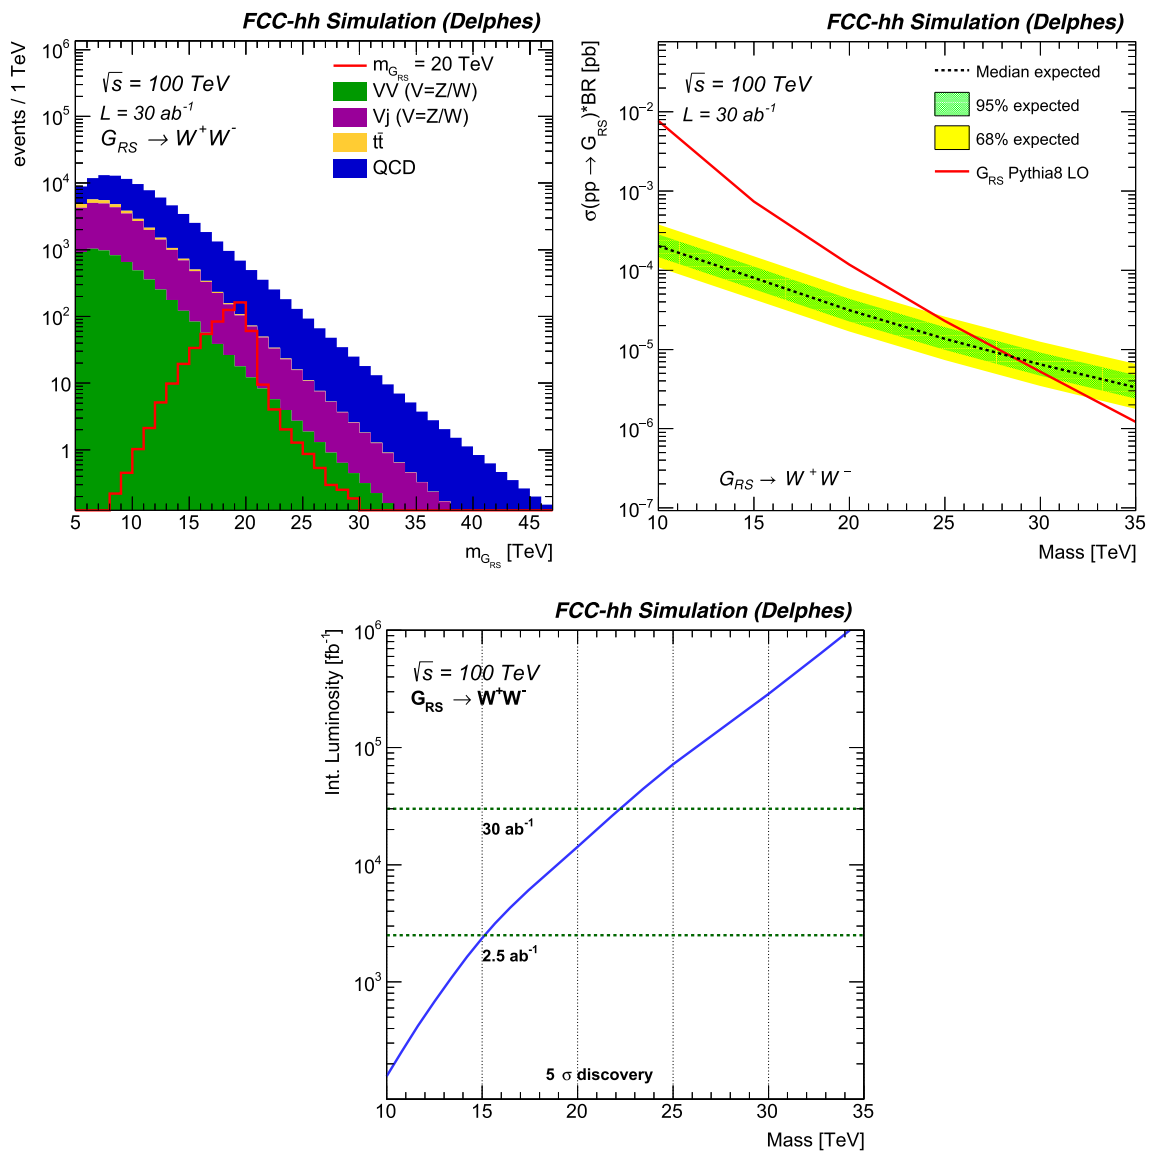 FCC-hh Simulation (Delphes)
events / 1 TeV
√s = 100 TeV
L = 30 ab⁻¹
G_RS → W⁺W⁻
m_G_RS = 20 TeV
VV (V=Z/W)
Vj (V=Z/W)
tt̄
QCD
10⁶
10⁵
10⁴
10³
10²
10
1
5 10 15 20 25 30 35 40 45
m_G_RS [TeV]
FCC-hh Simulation (Delphes)
σ(pp → G_RS)*BR [pb]
√s = 100 TeV
L = 30 ab⁻¹
Median expected
95% expected
68% expected
G_RS Pythia8 LO
10⁻²
10⁻³
10⁻⁴
10⁻⁵
10⁻⁶
10⁻⁷
G_RS → W⁺W⁻
10 15 20 25 30 35
Mass [TeV]
FCC-hh Simulation (Delphes)
Int. Luminosity [fb⁻¹]
√s = 100 TeV
G_RS → W⁺W⁻
10⁶
10⁵
10⁴
10³
30 ab⁻¹
2.5 ab⁻¹
5 σ discovery
10 15 20 25 30 35
Mass [TeV]